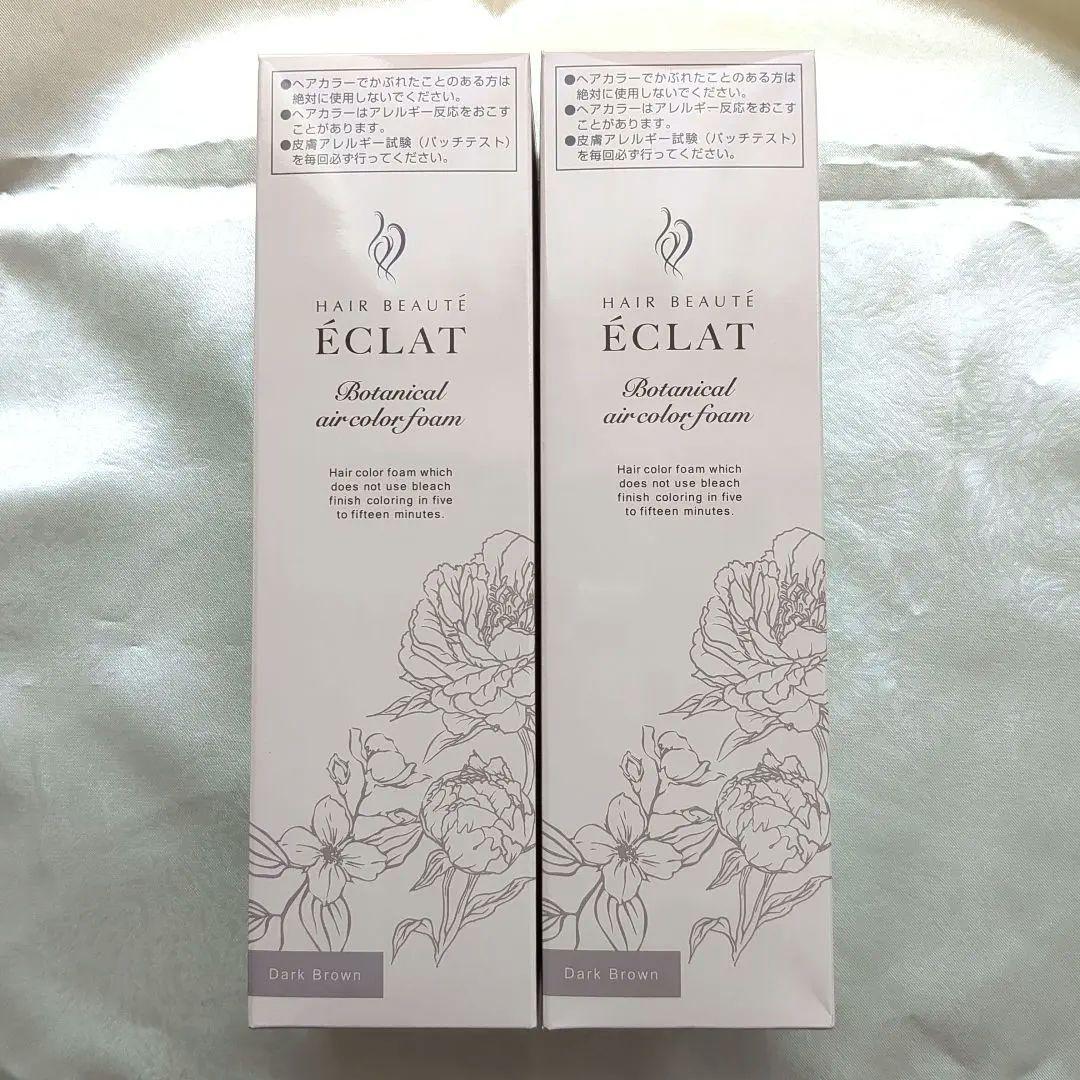 ●ヘアカラーでかぶれたことのある方は
絶対に使用しないでください。
●ヘアカラーはアレルギー反応をおこす
ことがあります。
●皮膚アレルギー試験（パッチテスト）
を毎回必ず行ってください。
HAIR BEAUTÉ
ÉCLAT
Botanical
air color foam
Hair color foam which
does not use bleach
finish coloring in five
to fifteen minutes.
Dark Brown
●ヘアカラーでかぶれたことのある方は
絶対に使用しないでください。
●ヘアカラーはアレルギー反応をおこす
ことがあります。
●皮膚アレルギー試験（パッチテスト）
を毎回必ず行ってください。
HAIR BEAUTÉ
ÉCLAT
Botanical
air color foam
Hair color foam which
does not use bleach
finish coloring in five
to fifteen minutes.
Dark Brown